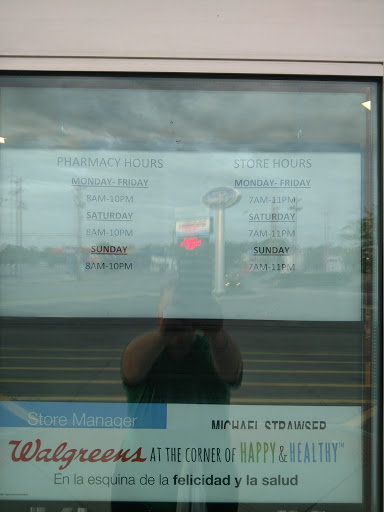 PHARMACY HOURS STORE HOURS
MONDAY- FRIDAY MONDAY- FRIDAY
8AM-10PM 7AM-11PM
SATURDAY SATURDAY
8AM-10PM 7AM-11PM
SUNDAY SUNDAY
8AM-10PM 7AM-11PM
Store Manager MICHAEL STRAWSER
Walgreens AT THE CORNER OF HAPPY & HEALTHY™
En la esquina de la felicidad y la salud